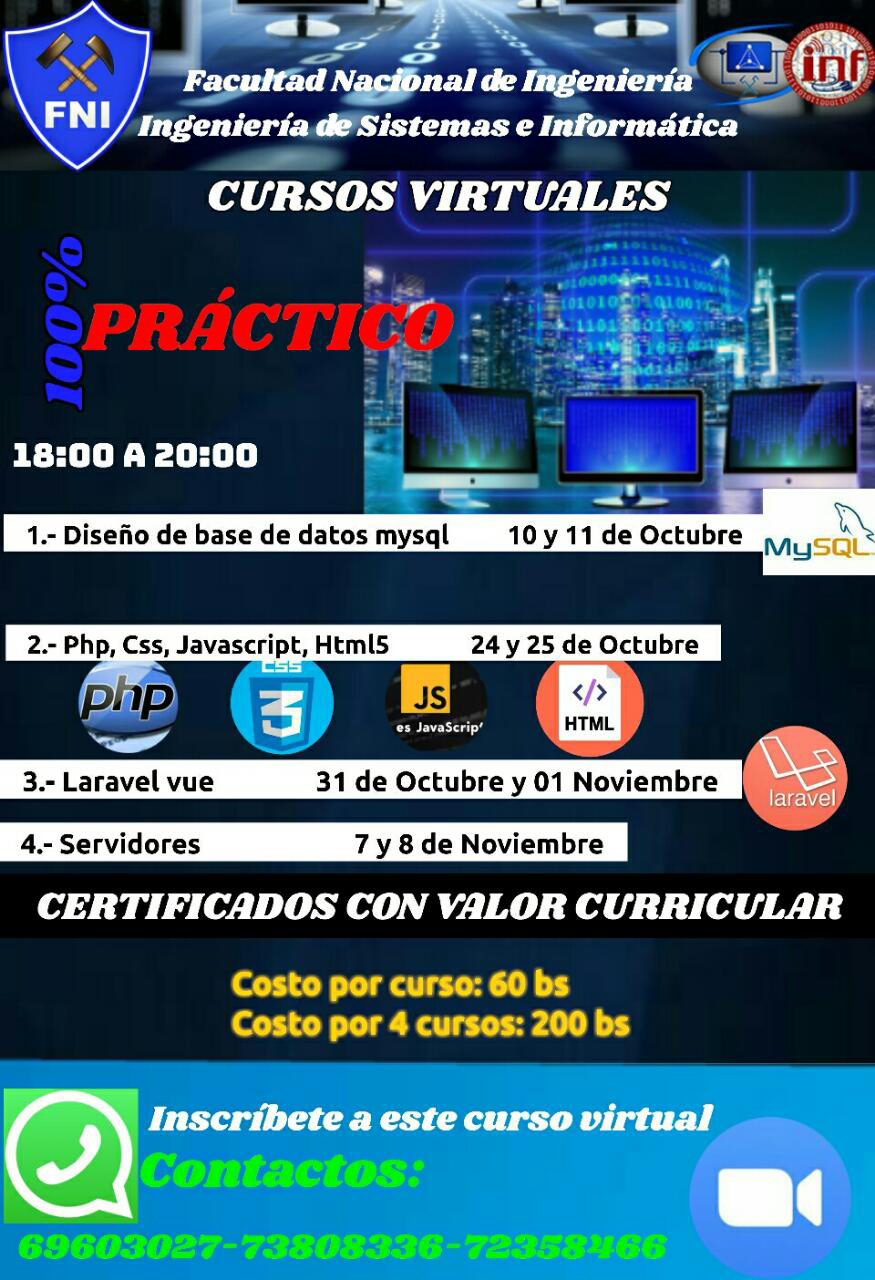 FNI
Facultad Nacional de Ingeniería
Ingeniería de Sistemas e Informática
inf
CURSOS VIRTUALES
100%
PRÁCTICO
18:00 A 20:00
1.- Diseño de base de datos mysql 10 y 11 de Octubre
MySQL
2.- Php, Css, Javascript, Html5 24 y 25 de Octubre
php
CSS
3
JS
es JavaScrip
</>
HTML
3.- Laravel vue 31 de Octubre y 01 Noviembre
laravel
4.- Servidores 7 y 8 de Noviembre
CERTIFICADOS CON VALOR CURRICULAR
Costo por curso: 60 bs
Costo por 4 cursos: 200 bs
Inscríbete a este curso virtual
Contactos:
69603027-73808336-72358466